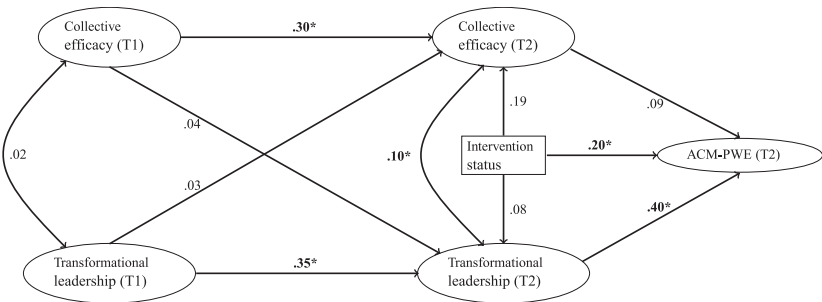 Collective
efficacy (T1)
.30*
Collective
efficacy (T2)
.19
.09
.04
.02
.10*
Intervention
status
.20*
ACM-PWE (T2)
.03
.08
.40*
Transformational
leadership (T1)
.35*
Transformational
leadership (T2)